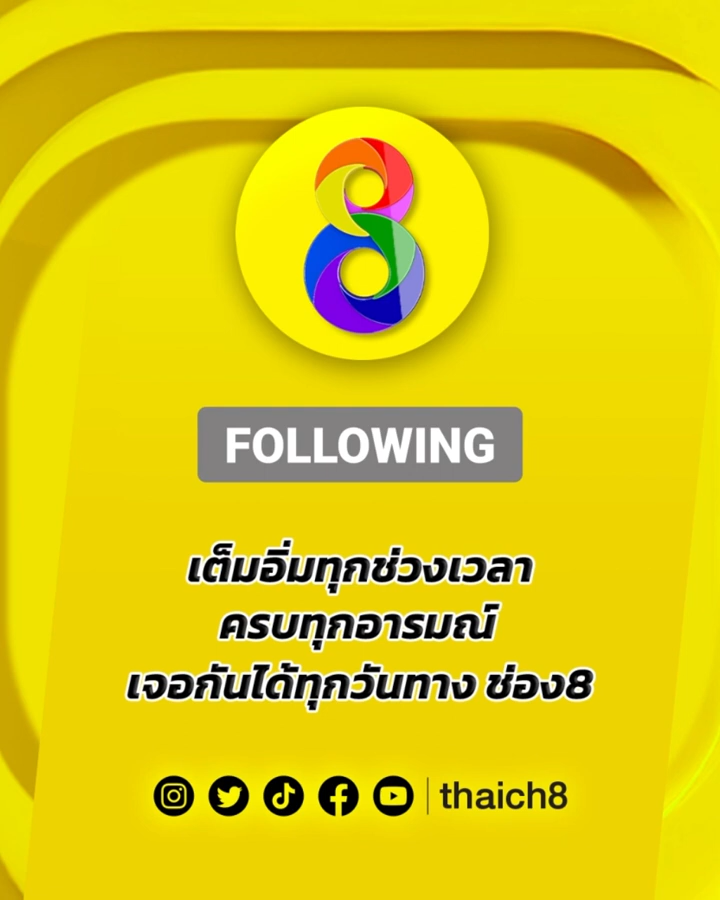 8
FOLLOWING
เต็มอิ่มทุกช่วงเวลา
ครบทุกอารมณ์
เจอกันได้ทุกวันทาง ช่อง8
thaich8